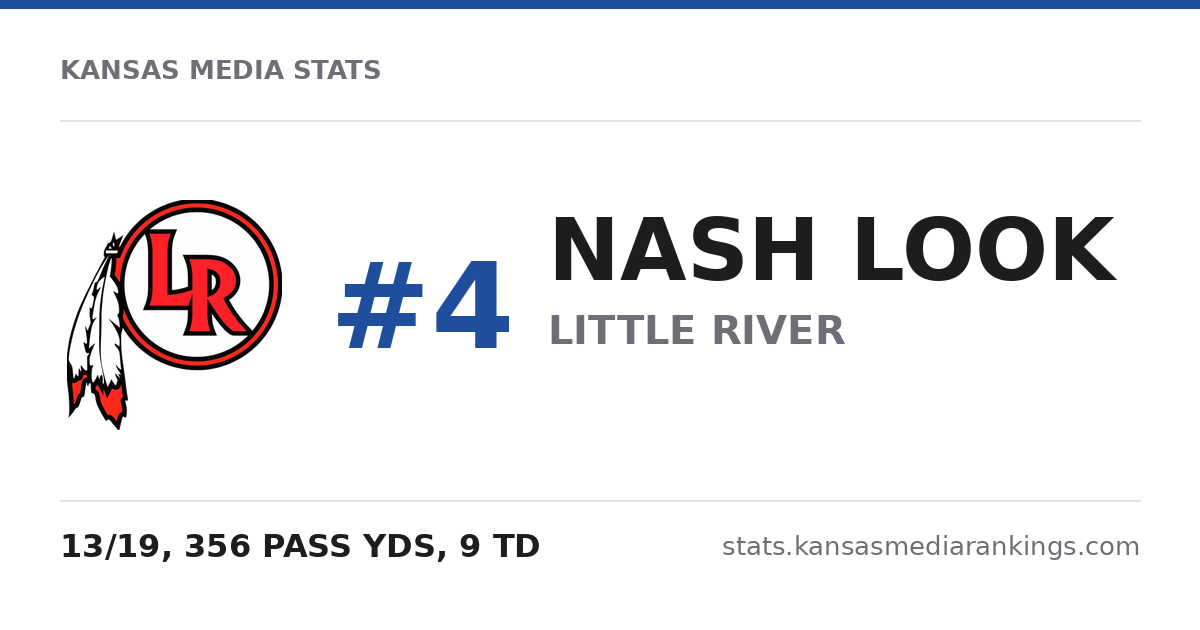 KANSAS MEDIA STATS
LR
#4
NASH LOOK
LITTLE RIVER
13/19, 356 PASS YDS, 9 TD
stats.kansasmediarankings.com